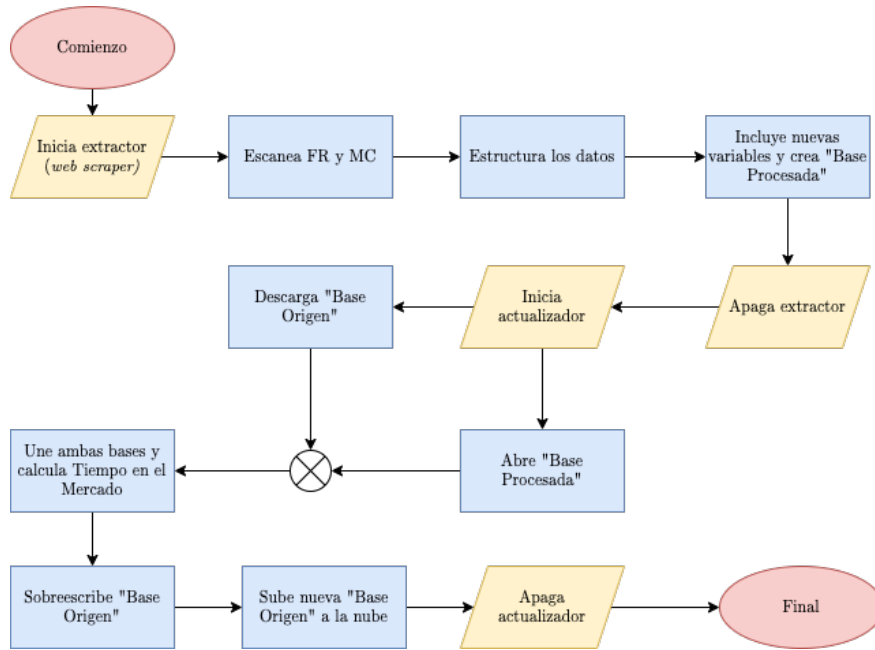 Comienzo
Inicia extractor
(web scraper)
Escanea FR y MC
Estructura los datos
Incluye nuevas
variables y crea "Base
Procesada"
Descarga "Base
Origen"
Inicia
actualizador
Apaga extractor
Une ambas bases y
calcula Tiempo en el
Mercado
Abre "Base
Procesada"
Sobreescribe "Base
Origen"
Sube nueva "Base
Origen" a la nube
Apaga
actualizador
Final